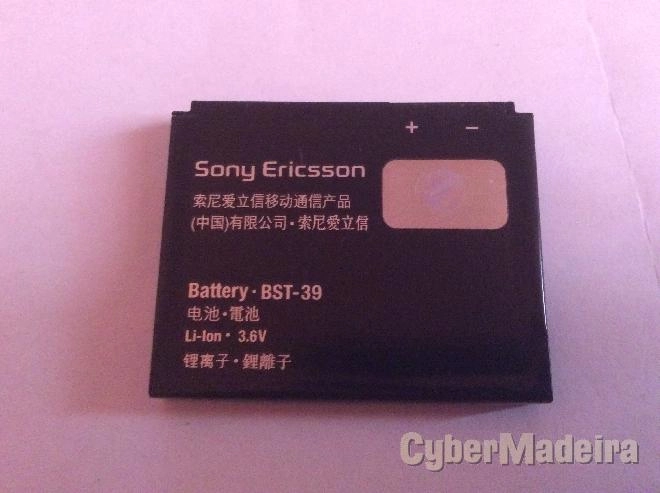 + −
Sony Ericsson
索尼爱立信移动通信产品
(中国)有限公司·索尼爱立信
Battery · BST-39
电池·電池
Li-Ion · 3.6V
锂离子·鋰離子
CyberMadeira